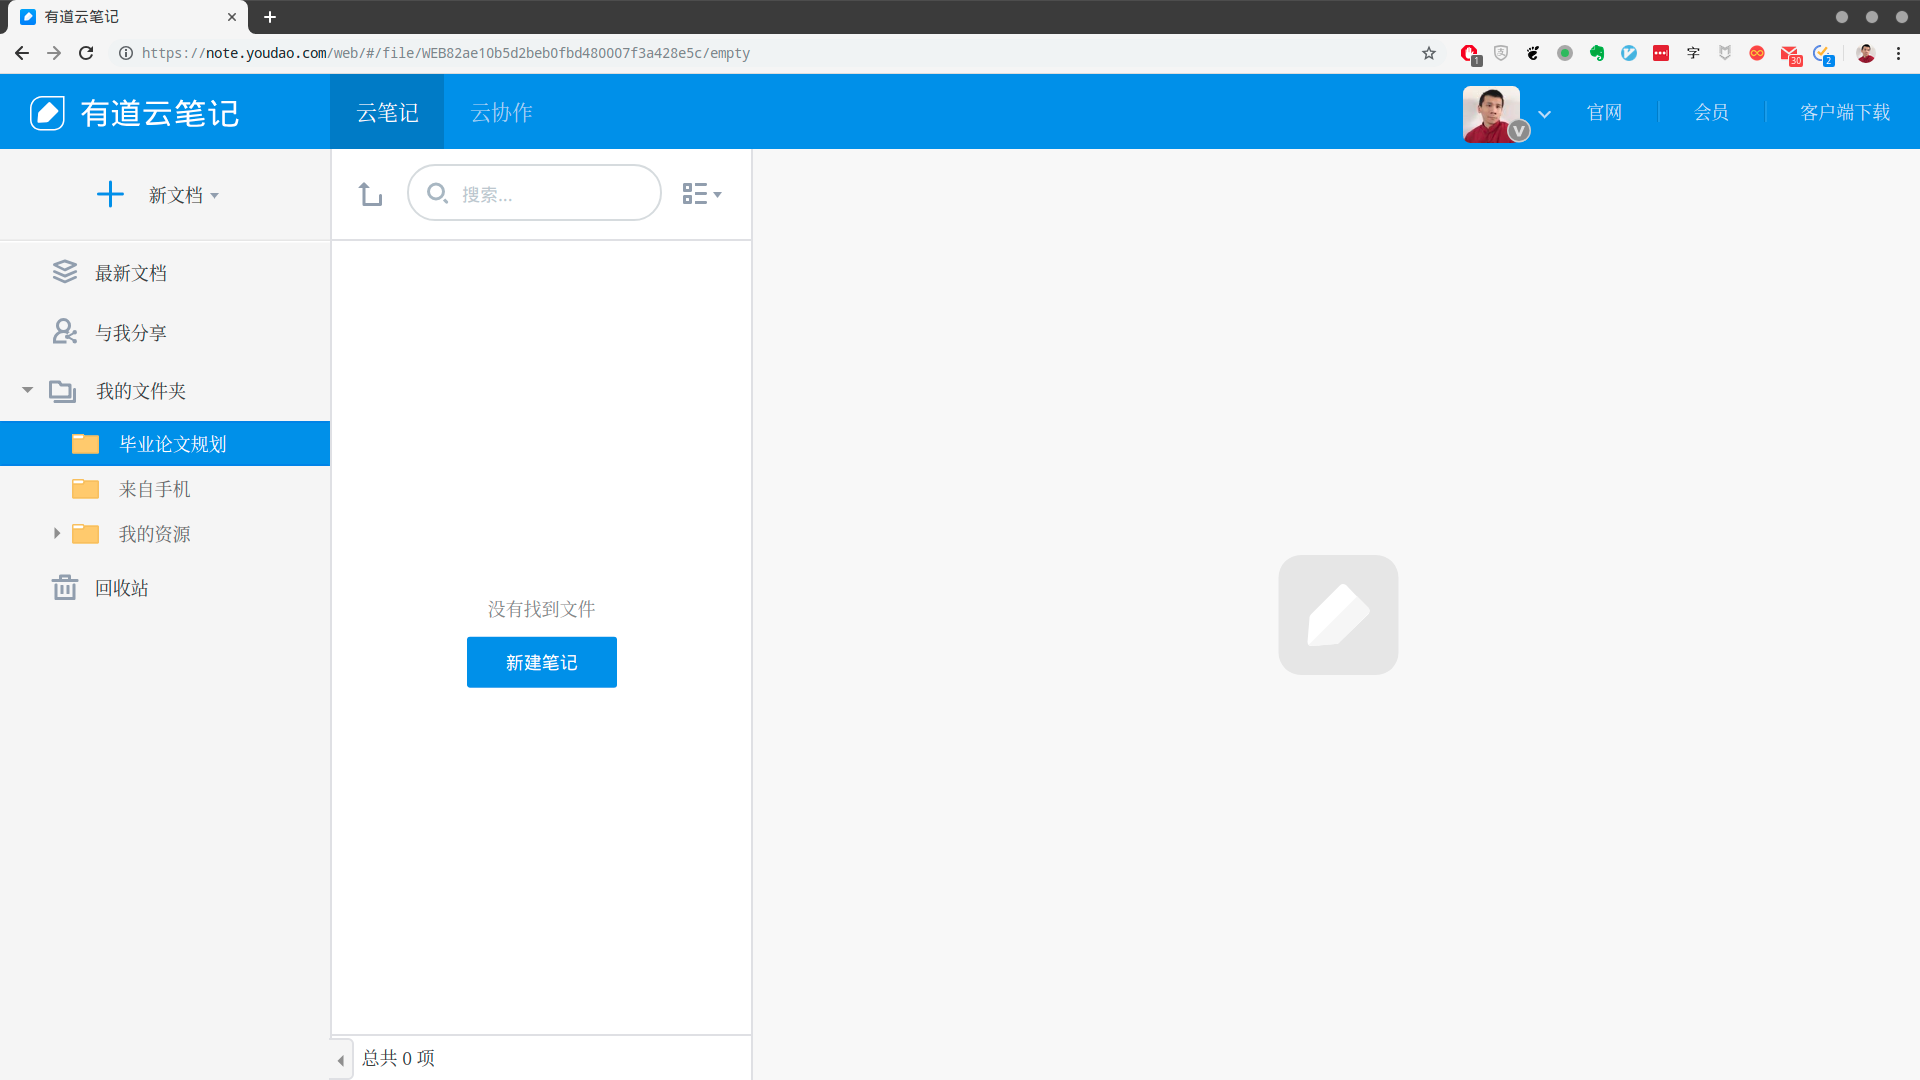 有道云笔记
https://note.youdao.com/web/#/file/WEB82ae10b5d2beb0fbd480007f3a428e5c/empty
1
字
30
2
有道云笔记
云笔记
云协作
V
官网
会员
客户端下载
新文档
搜索...
最新文档
与我分享
我的文件夹
毕业论文规划
来自手机
我的资源
回收站
没有找到文件
新建笔记
总共 0 项